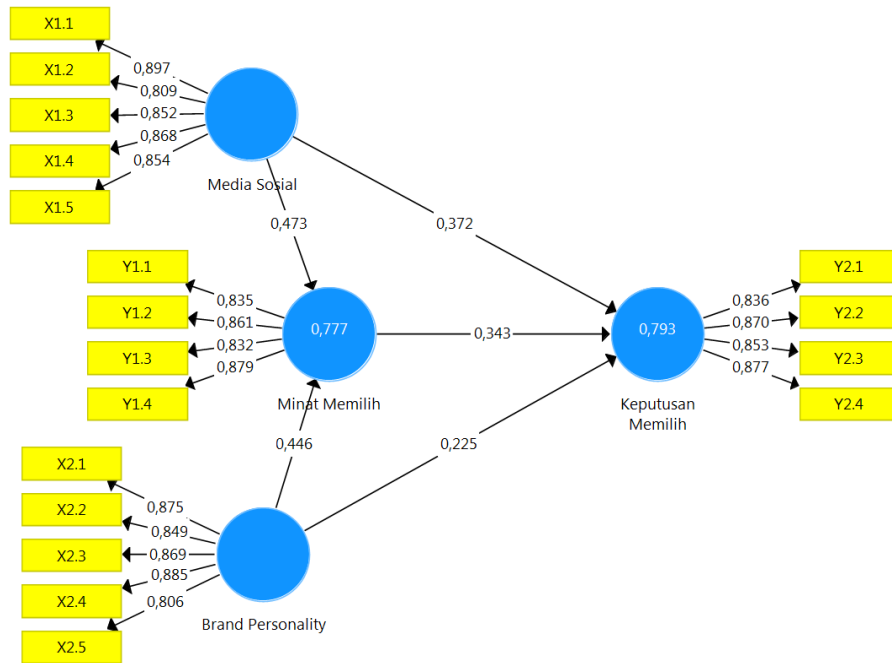 X1.1
X1.2
X1.3
X1.4
X1.5
0,897
0,809
0,852
0,868
0,854
Media Sosial
0,473
0,372
Y1.1
Y1.2
Y1.3
Y1.4
0,835
0,861
0,832
0,879
0,777
Minat Memilih
0,343
0,793
Keputusan
Memilih
0,836
0,870
0,853
0,877
Y2.1
Y2.2
Y2.3
Y2.4
0,446
0,225
X2.1
X2.2
X2.3
X2.4
X2.5
0,875
0,849
0,869
0,885
0,806
Brand Personality